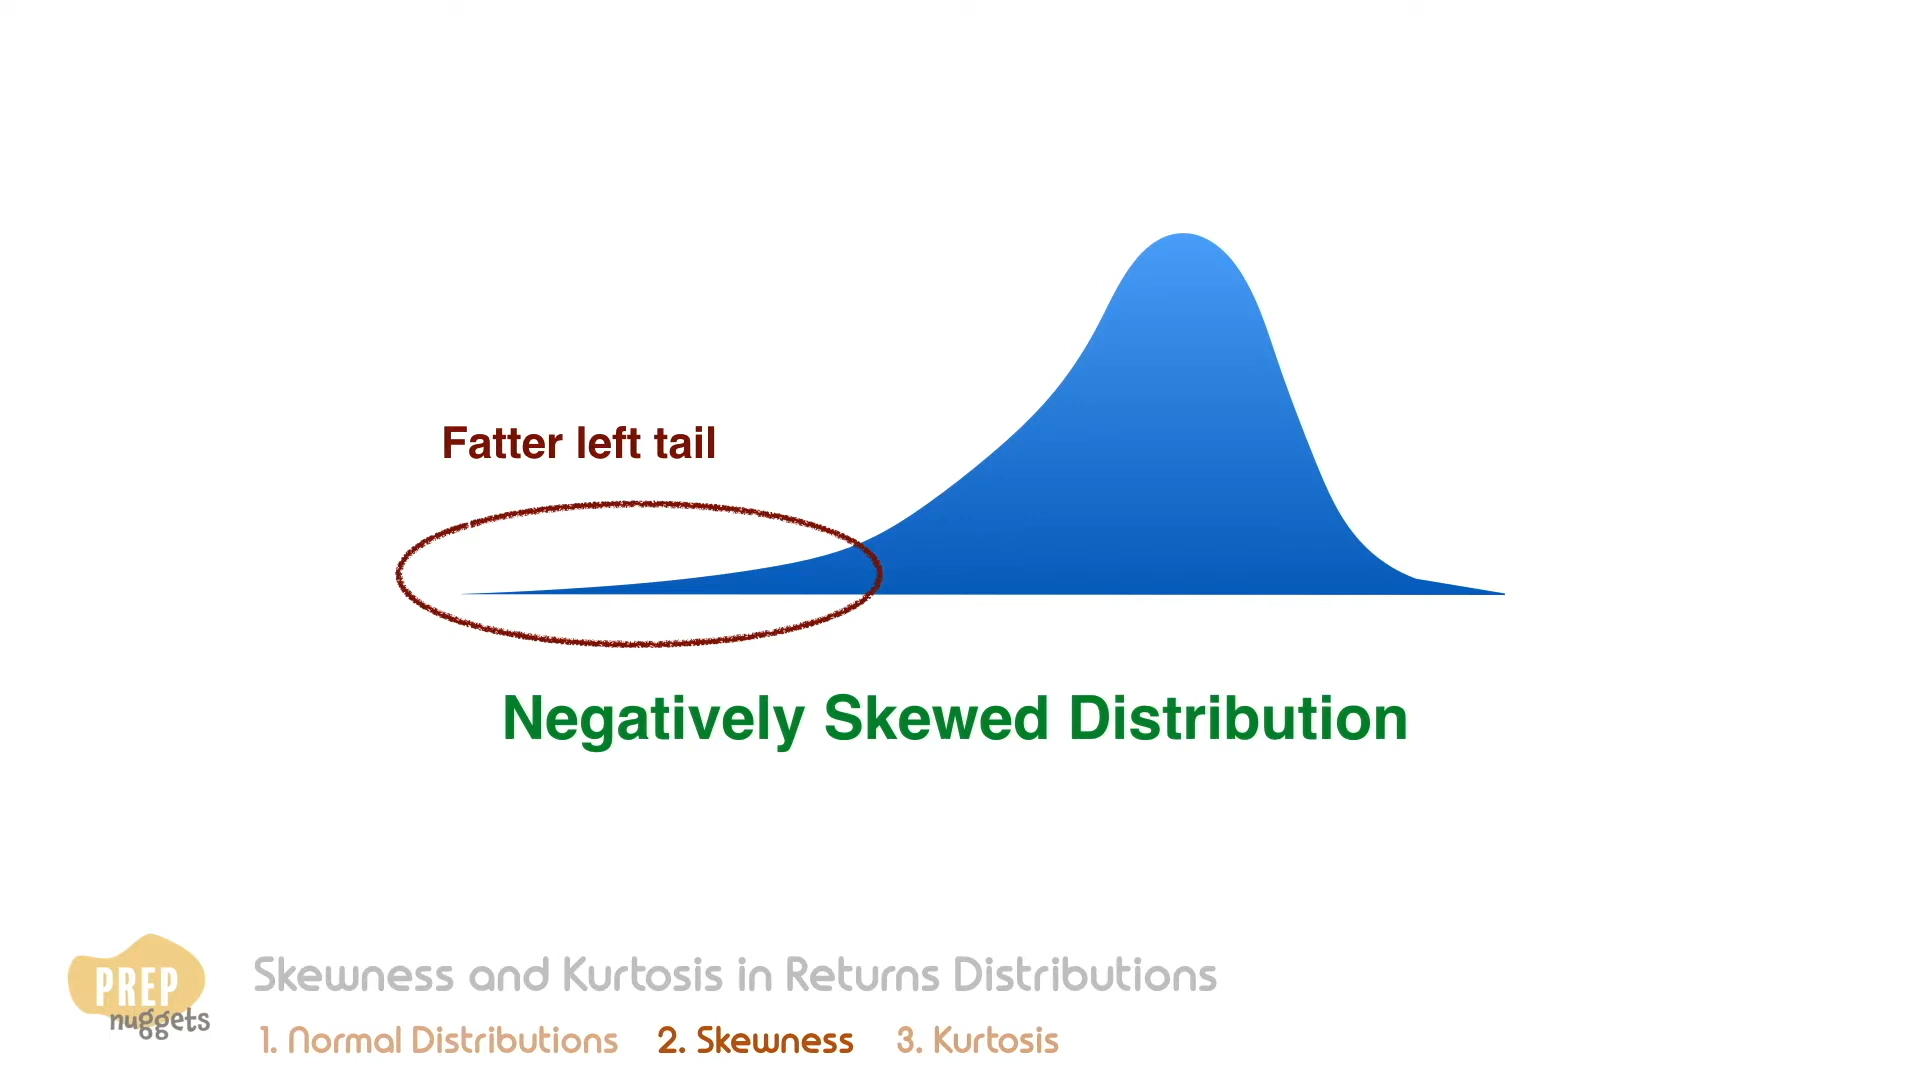 Fatter left tail
Negatively Skewed Distribution
PREP
nuggets
Skewness and Kurtosis in Returns Distributions
1. Normal Distributions 2. Skewness 3. Kurtosis